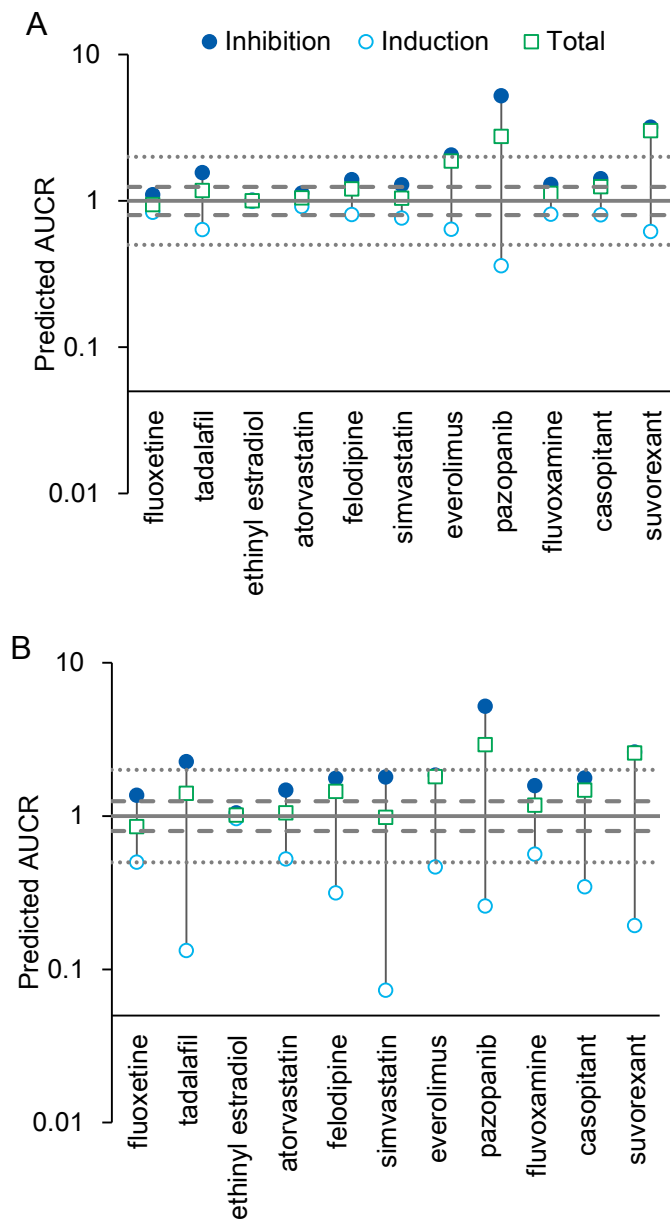 A
Inhibition Induction Total
10
1
0.1
0.01
Predicted AUCR
fluoxetine
tadalafil
ethinyl estradiol
atorvastatin
felodipine
simvastatin
everolimus
pazopanib
fluvoxamine
casopitant
suvorexant
B
10
1
0.1
0.01
Predicted AUCR
fluoxetine
tadalafil
ethinyl estradiol
atorvastatin
felodipine
simvastatin
everolimus
pazopanib
fluvoxamine
casopitant
suvorexant